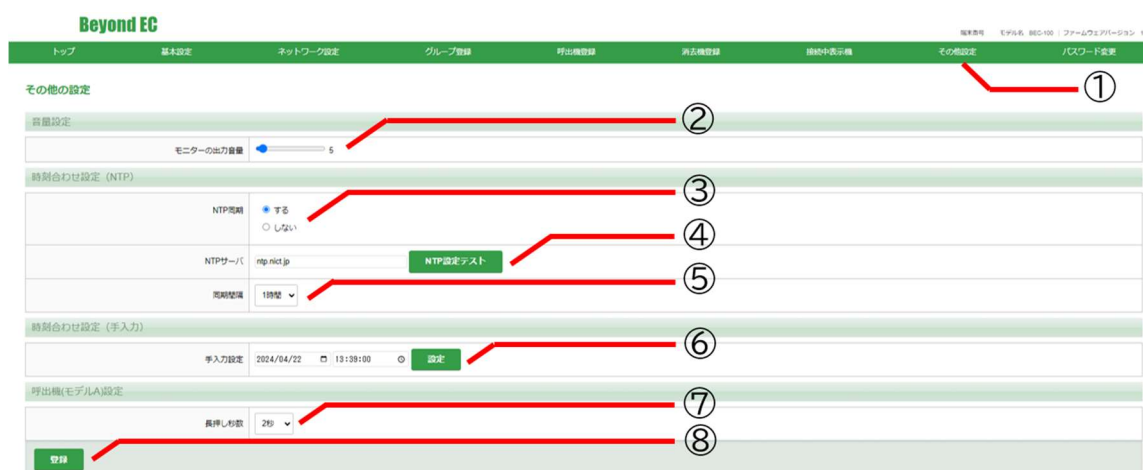 Beyond EC
端末番号 モデル名 BEC-100 | ファームウェアバージョン
トップ 基本設定 ネットワーク設定 グループ登録 呼出機登録 消去機登録 接続中表示機 その他設定 パスワード変更
①
その他の設定
音量設定
②
モニターの出力音量 5
時刻合わせ設定（NTP）
③
NTP同期 する
しない
④
NTPサーバ ntp.nict.jp NTP設定テスト
⑤
同期間隔 1時間
時刻合わせ設定（手入力）
⑥
手入力設定 2024/04/22 13:39:00 設定
呼出機(モデルA)設定
⑦
長押し秒数 2秒
⑧
登録